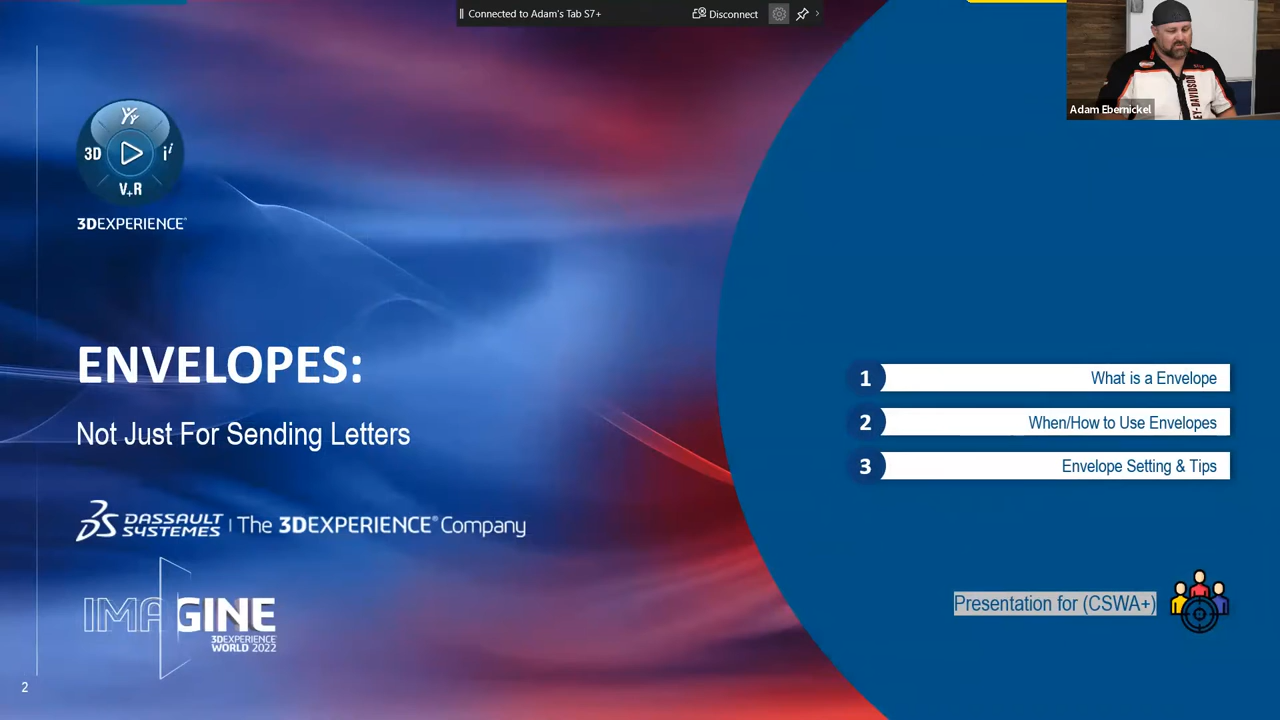 Connected to Adam's Tab S7+
Disconnect
Adam Ebernickel
3D
i
V+R
3DEXPERIENCE
ENVELOPES:
Not Just For Sending Letters
DASSAULT SYSTEMES | The 3DEXPERIENCE® Company
IMAGINE
3DEXPERIENCE
WORLD 2022
2
1 What is a Envelope
2 When/How to Use Envelopes
3 Envelope Setting & Tips
Presentation for (CSWA+)